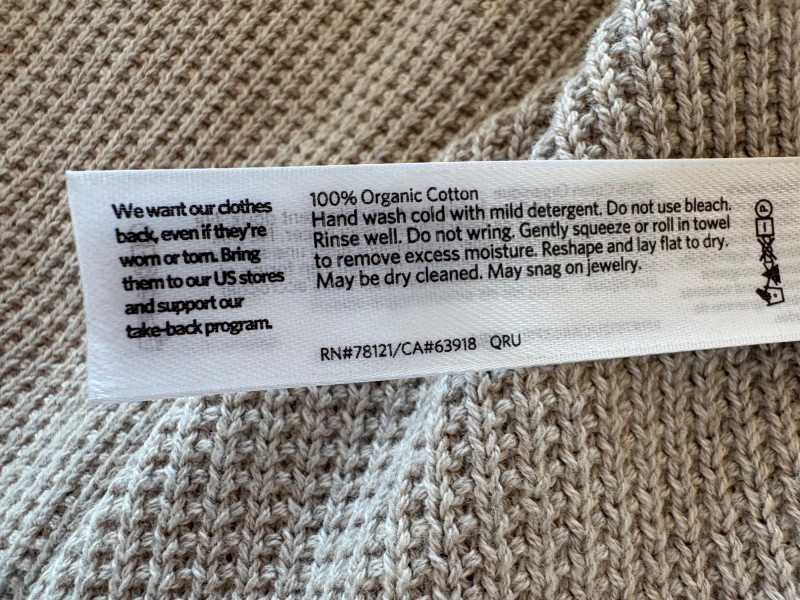 We want our clothes
back, even if they're
worn or torn. Bring
them to our US stores
and support our
take-back program.
100% Organic Cotton
Hand wash cold with mild detergent. Do not use bleach.
Rinse well. Do not wring. Gently squeeze or roll in towel
to remove excess moisture. Reshape and lay flat to dry.
May be dry cleaned. May snag on jewelry.
RN#78121/CA#63918 QRU
P